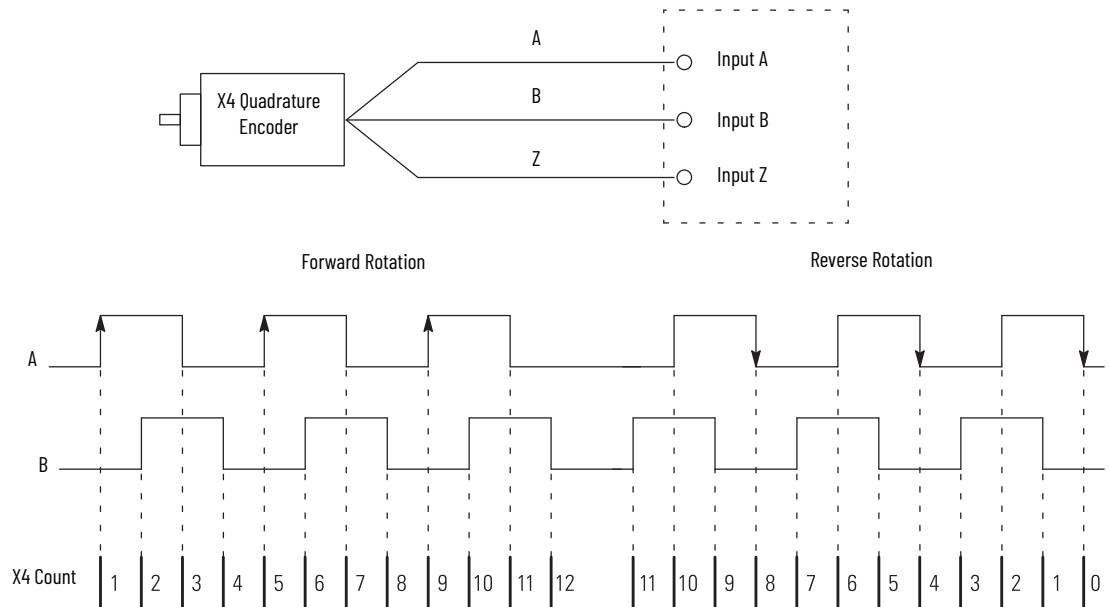 A
Input A
X4 Quadrature
Encoder
B
Input B
Z
Input Z
Forward Rotation
Reverse Rotation
A
B
X4 Count 1 2 3 4 5 6 7 8 9 10 11 12 11 10 9 8 7 6 5 4 3 2 1 0